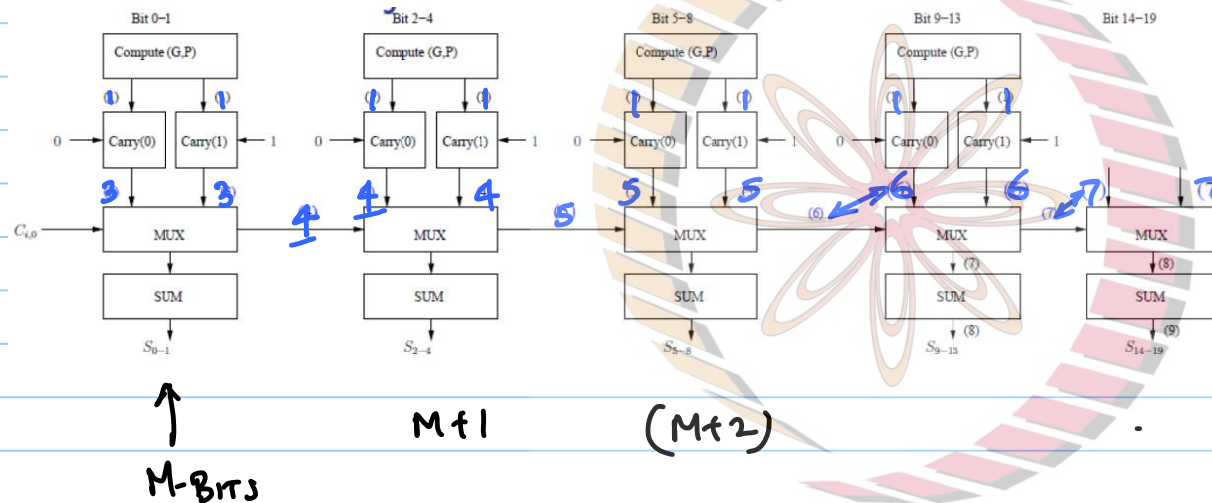 Bit 0-1 Bit 2-4 Bit 5-8 Bit 9-13 Bit 14-19
Compute (G,P) Compute (G,P) Compute (G,P) Compute (G,P)
1 1 1 1 1 1 1 1
0 Carry(0) Carry(1) 1 0 Carry(0) Carry(1) 1 0 Carry(0) Carry(1) 1 0 Carry(0) Carry(1) 1
3 3 4 4 5 5 6 6 7 (7
C_{i,0} MUX 4 MUX 5 MUX (6) MUX (7) MUX
(7) (8)
SUM SUM SUM SUM SUM
(8) (9)
S_{0-1} S_{2-4} S_{5-8} S_{9-13} S_{14-19}
M+1 (M+2) .
M-BITS